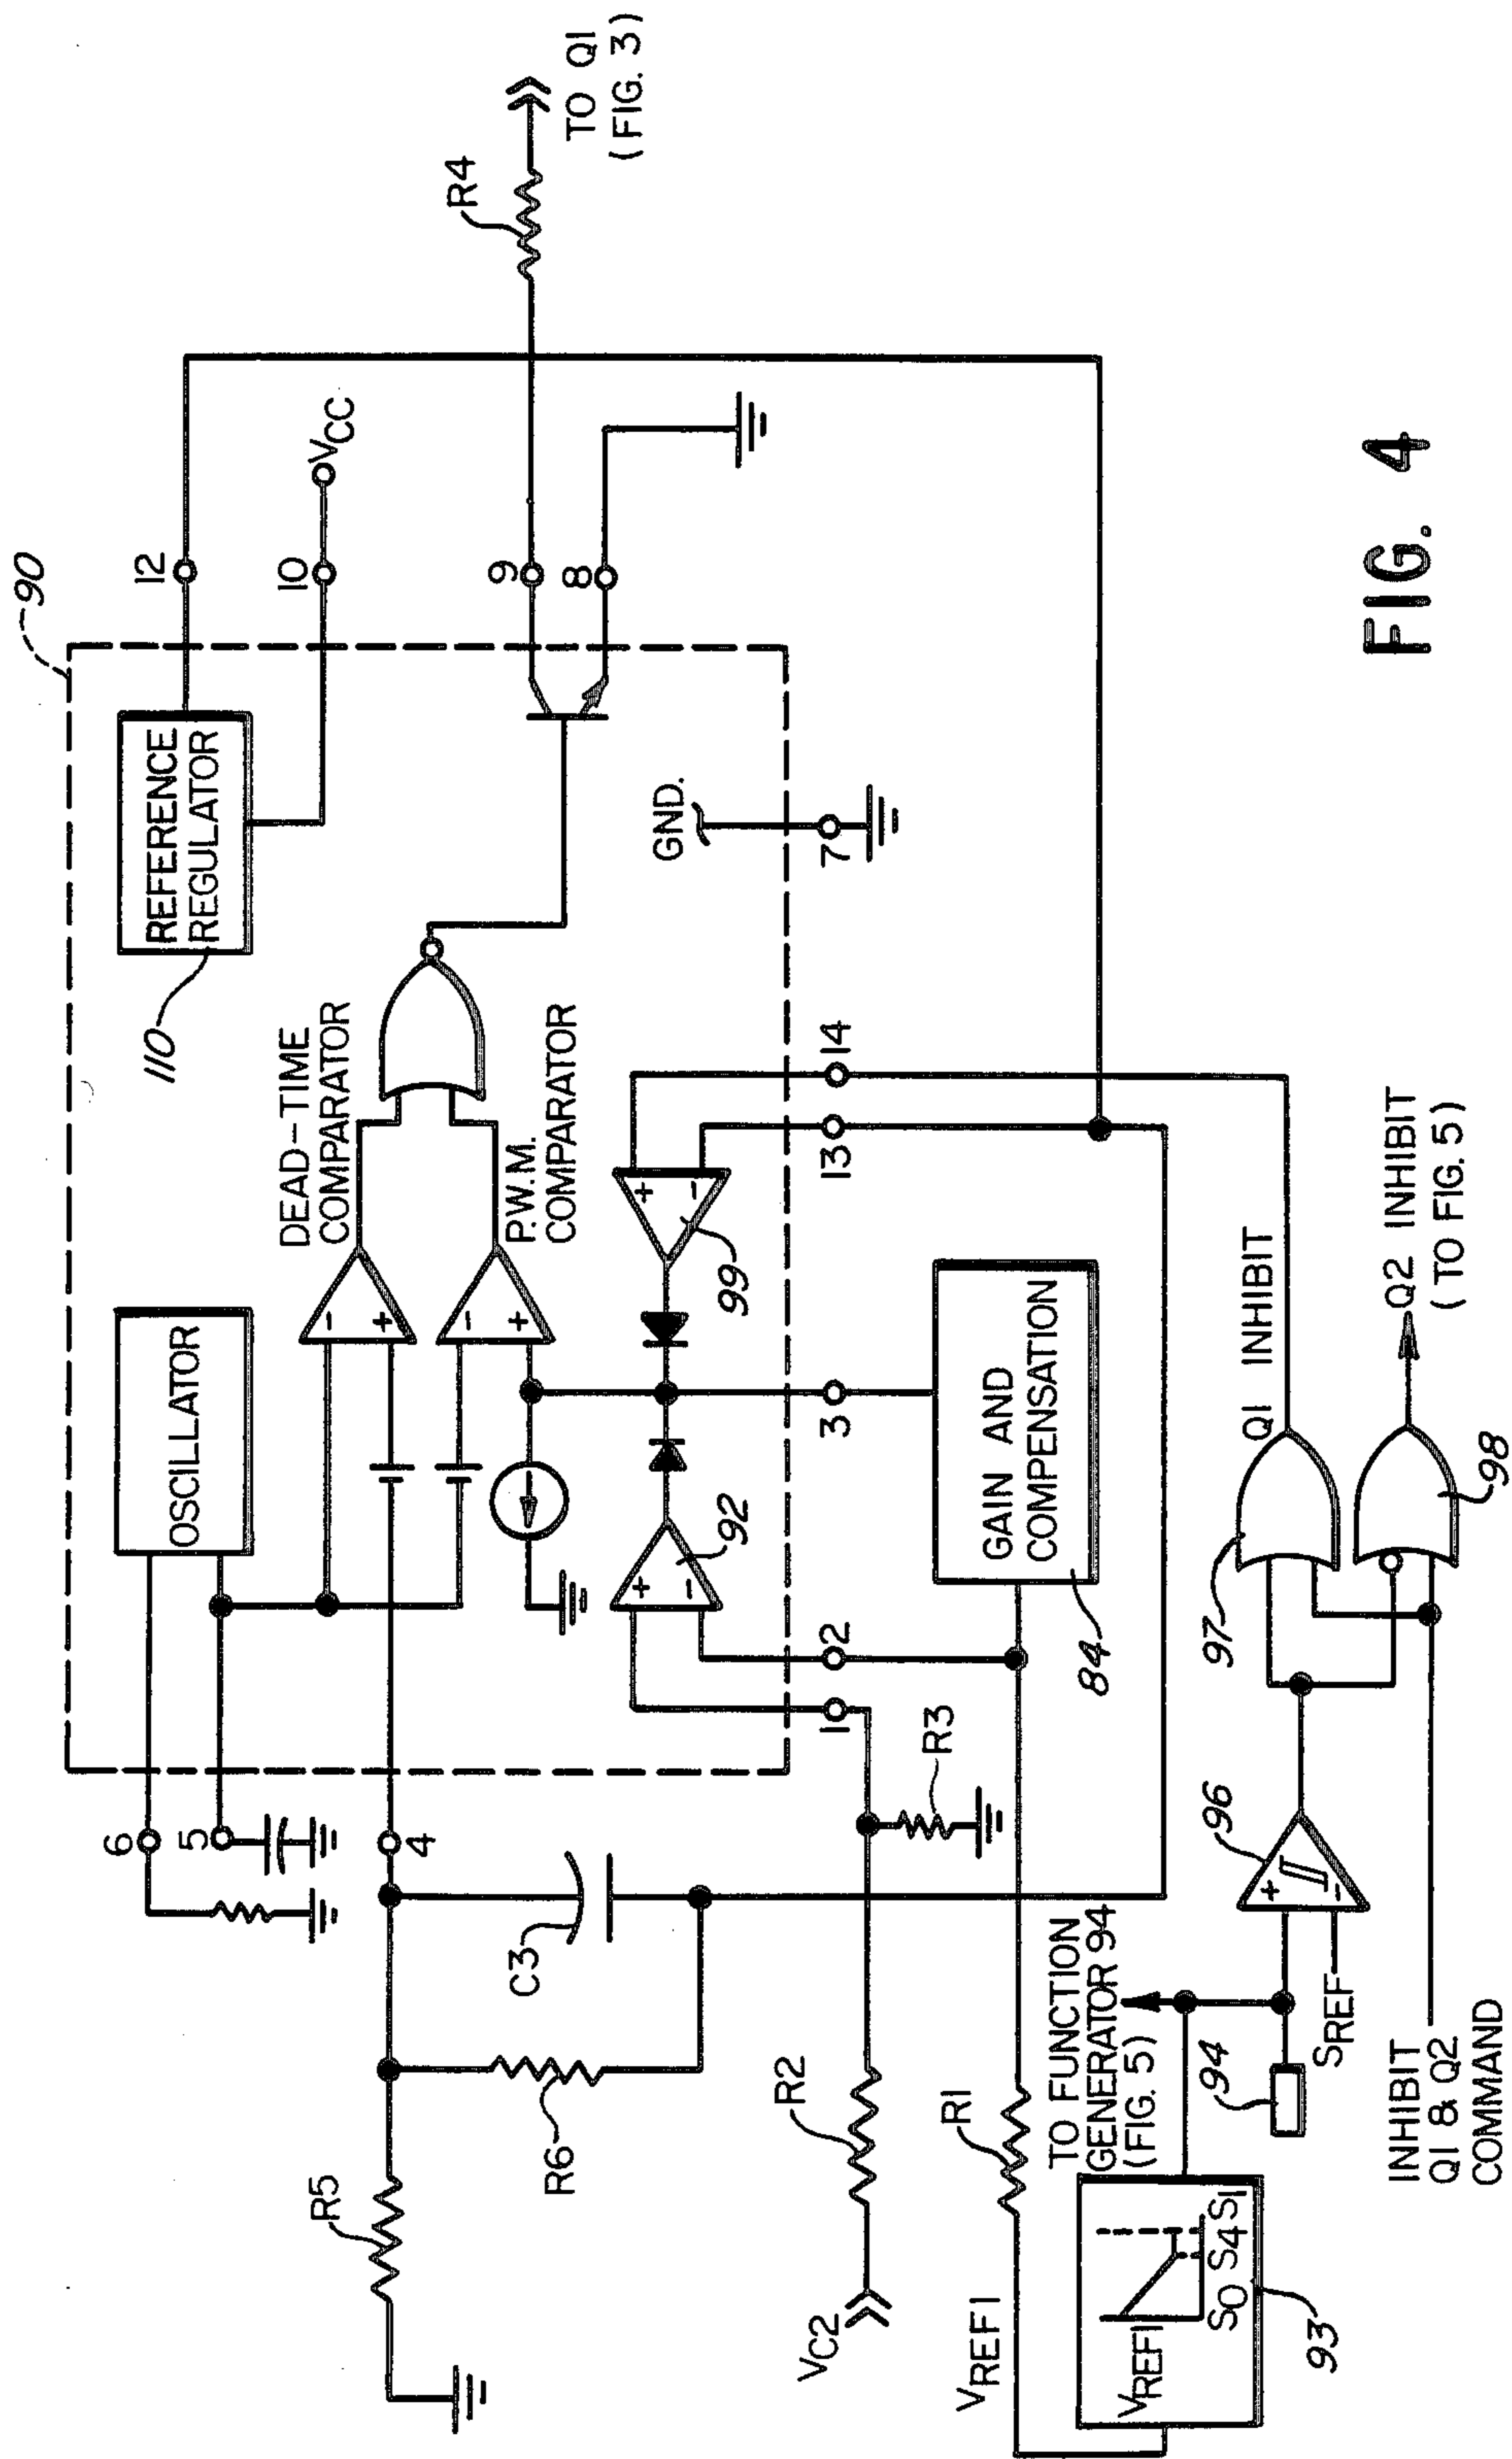 90
REFERENCE
REGULATOR
110
12
10
VCC
OSCILLATOR
6
5
DEAD-TIME
COMPARATOR
- +
4
P.W.M.
COMPARATOR
- +
9
8
R4
TO Q1
(FIG. 3)
GND.
7
R5
R6
C3
+ -
92
+ -
99
1
2
3
13
14
R2
VC2
R3
GAIN AND
COMPENSATION
84
R1
VREF1
TO FUNCTION
GENERATOR 94
(FIG. 5)
VREF1
S0 S4 S1
93
94
SREF
+ -
96
97
Q1 INHIBIT
98
Q2 INHIBIT
(TO FIG. 5)
INHIBIT
Q1 & Q2
COMMAND
FIG. 4